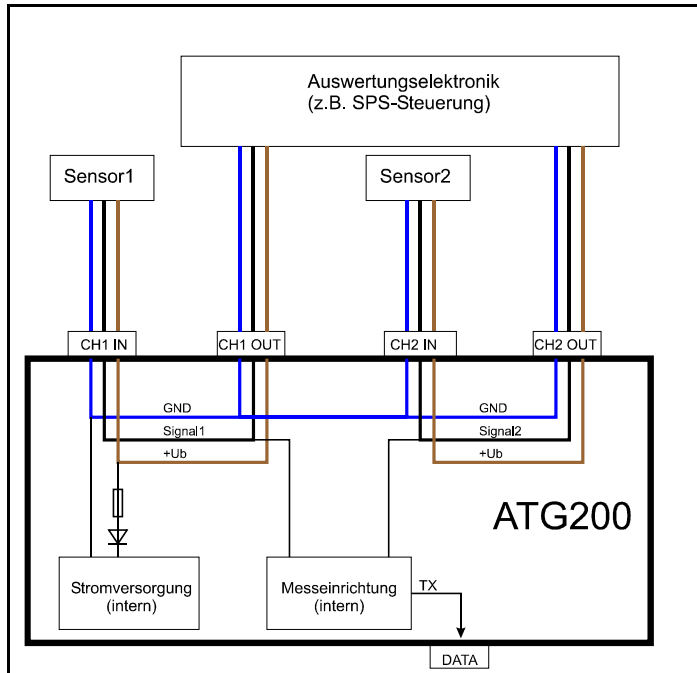 Auswertungselektronik
(z.B. SPS-Steuerung)
Sensor1
Sensor2
CH1 IN
CH1 OUT
CH2 IN
CH2 OUT
GND
GND
Signal1
Signal2
+Ub
+Ub
ATG200
Stromversorgung
(intern)
Messeinrichtung
(intern)
TX
DATA